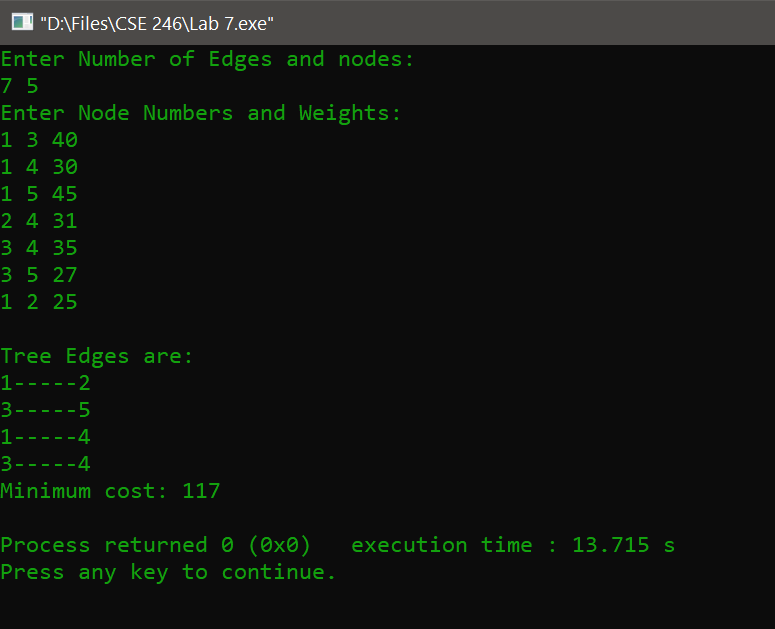 "D:\Files\CSE 246\Lab 7.exe"
Enter Number of Edges and nodes:
7 5
Enter Node Numbers and Weights:
1 3 40
1 4 30
1 5 45
2 4 31
3 4 35
3 5 27
1 2 25
Tree Edges are:
1-----2
3-----5
1-----4
3-----4
Minimum cost: 117
Process returned 0 (0x0)   execution time : 13.715 s
Press any key to continue.